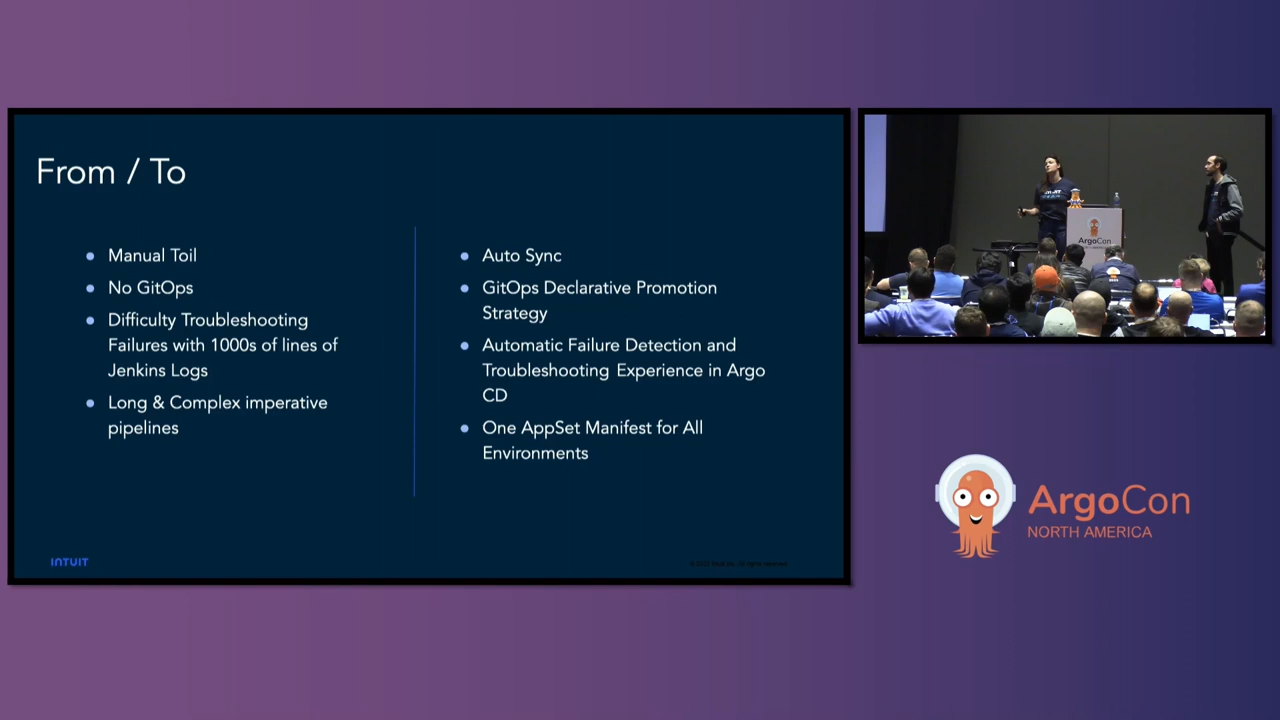 From / To
Manual Toil
No GitOps
Difficulty Troubleshooting
Failures with 1000s of lines of
Jenkins Logs
Long & Complex imperative
pipelines
Auto Sync
GitOps Declarative Promotion
Strategy
Automatic Failure Detection and
Troubleshooting Experience in Argo
CD
One AppSet Manifest for All
Environments
INTUIT
ArgoCon
ArgoCon
NORTH AMERICA